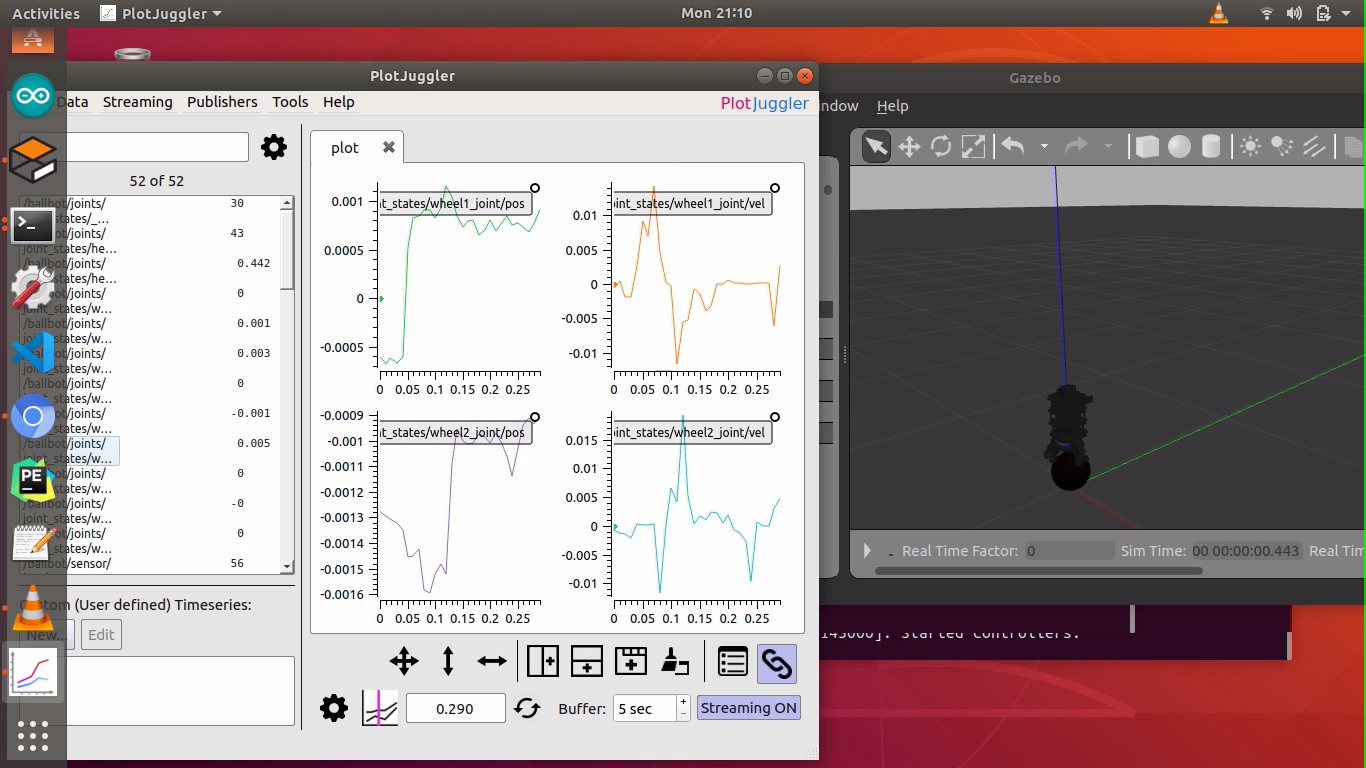 Activities
PlotJuggler
Mon 21:10
PlotJuggler
Data Streaming Publishers Tools Help
PlotJuggler
52 of 52
/ballbot/joints/ 30
joint_states/_...
/ballbot/joints/ 43
joint_states/he...
/ballbot/joints/ 0.442
joint_states/he...
/ballbot/joints/ 0
joint_states/w...
/ballbot/joints/ 0.001
joint_states/w...
/ballbot/joints/ 0.003
joint_states/w...
/ballbot/joints/ 0
joint_states/w...
/ballbot/joints/ -0.001
joint_states/w...
/ballbot/joints/ 0.005
joint_states/w...
/ballbot/joints/ 0
joint_states/w...
/ballbot/joints/ -0
joint_states/w...
/ballbot/joints/ 0
joint_states/w...
/ballbot/sensor/ 56
Custom (User defined) Timeseries:
New...
Edit
plot
nt_states/wheel1_joint/pos
0.001
0.0005
0
-0.0005
0 0.05 0.1 0.15 0.2 0.25
oint_states/wheel1_joint/vel
0.01
0.005
0
-0.005
-0.01
0 0.05 0.1 0.15 0.2 0.25
nt_states/wheel2_joint/pos
-0.0009
-0.001
-0.0011
-0.0012
-0.0013
-0.0014
-0.0015
-0.0016
0 0.05 0.1 0.15 0.2 0.25
oint_states/wheel2_joint/vel
0.015
0.01
0.005
0
-0.005
-0.01
0 0.05 0.1 0.15 0.2 0.25
0.290
Buffer: 5 sec
Streaming ON
Gazebo
indow Help
Real Time Factor: 0 Sim Time: 00 00:00:00.443 Real Tim
143000]: Started controllers.
PE